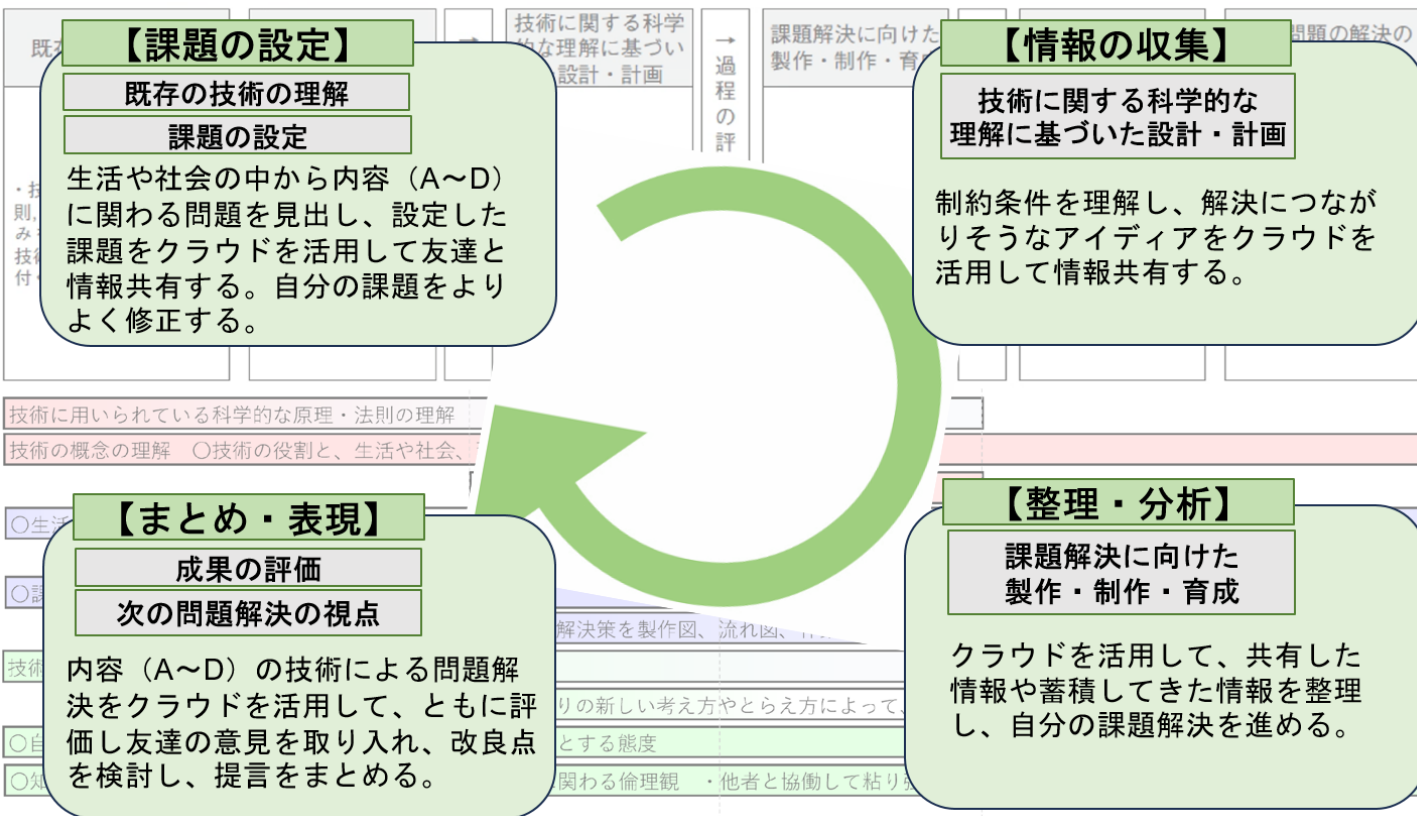 【課題の設定】
既存の技術の理解
課題の設定
生活や社会の中から内容（A～D）
に関わる問題を見出し、設定した
課題をクラウドを活用して友達と
情報共有する。自分の課題をより
よく修正する。
技術に関する科学
的な理解に基づい
設計・計画
→
過
程
の
評
課題解決に向けた
製作・制作・育
問題の解決の
【情報の収集】
技術に関する科学的な
理解に基づいた設計・計画
制約条件を理解し、解決につなが
りそうなアイディアをクラウドを
活用して情報共有する。
・技
則,
み
技術
付
技術に用いられている科学的な原理・法則の理解
技術の概念の理解　〇技術の役割と、生活や社会、
〇生活
【まとめ・表現】
成果の評価
次の問題解決の視点
内容（A～D）の技術による問題解
決をクラウドを活用して、ともに評
価し友達の意見を取り入れ、改良点
を検討し、提言をまとめる。
解決策を製作図、流れ図、
技術
りの新しい考え方やとらえ方によって、
〇自
とする態度
〇知
関わる倫理観　・他者と協働して粘り強
【整理・分析】
課題解決に向けた
製作・制作・育成
クラウドを活用して、共有した
情報や蓄積してきた情報を整理
し、自分の課題解決を進める。